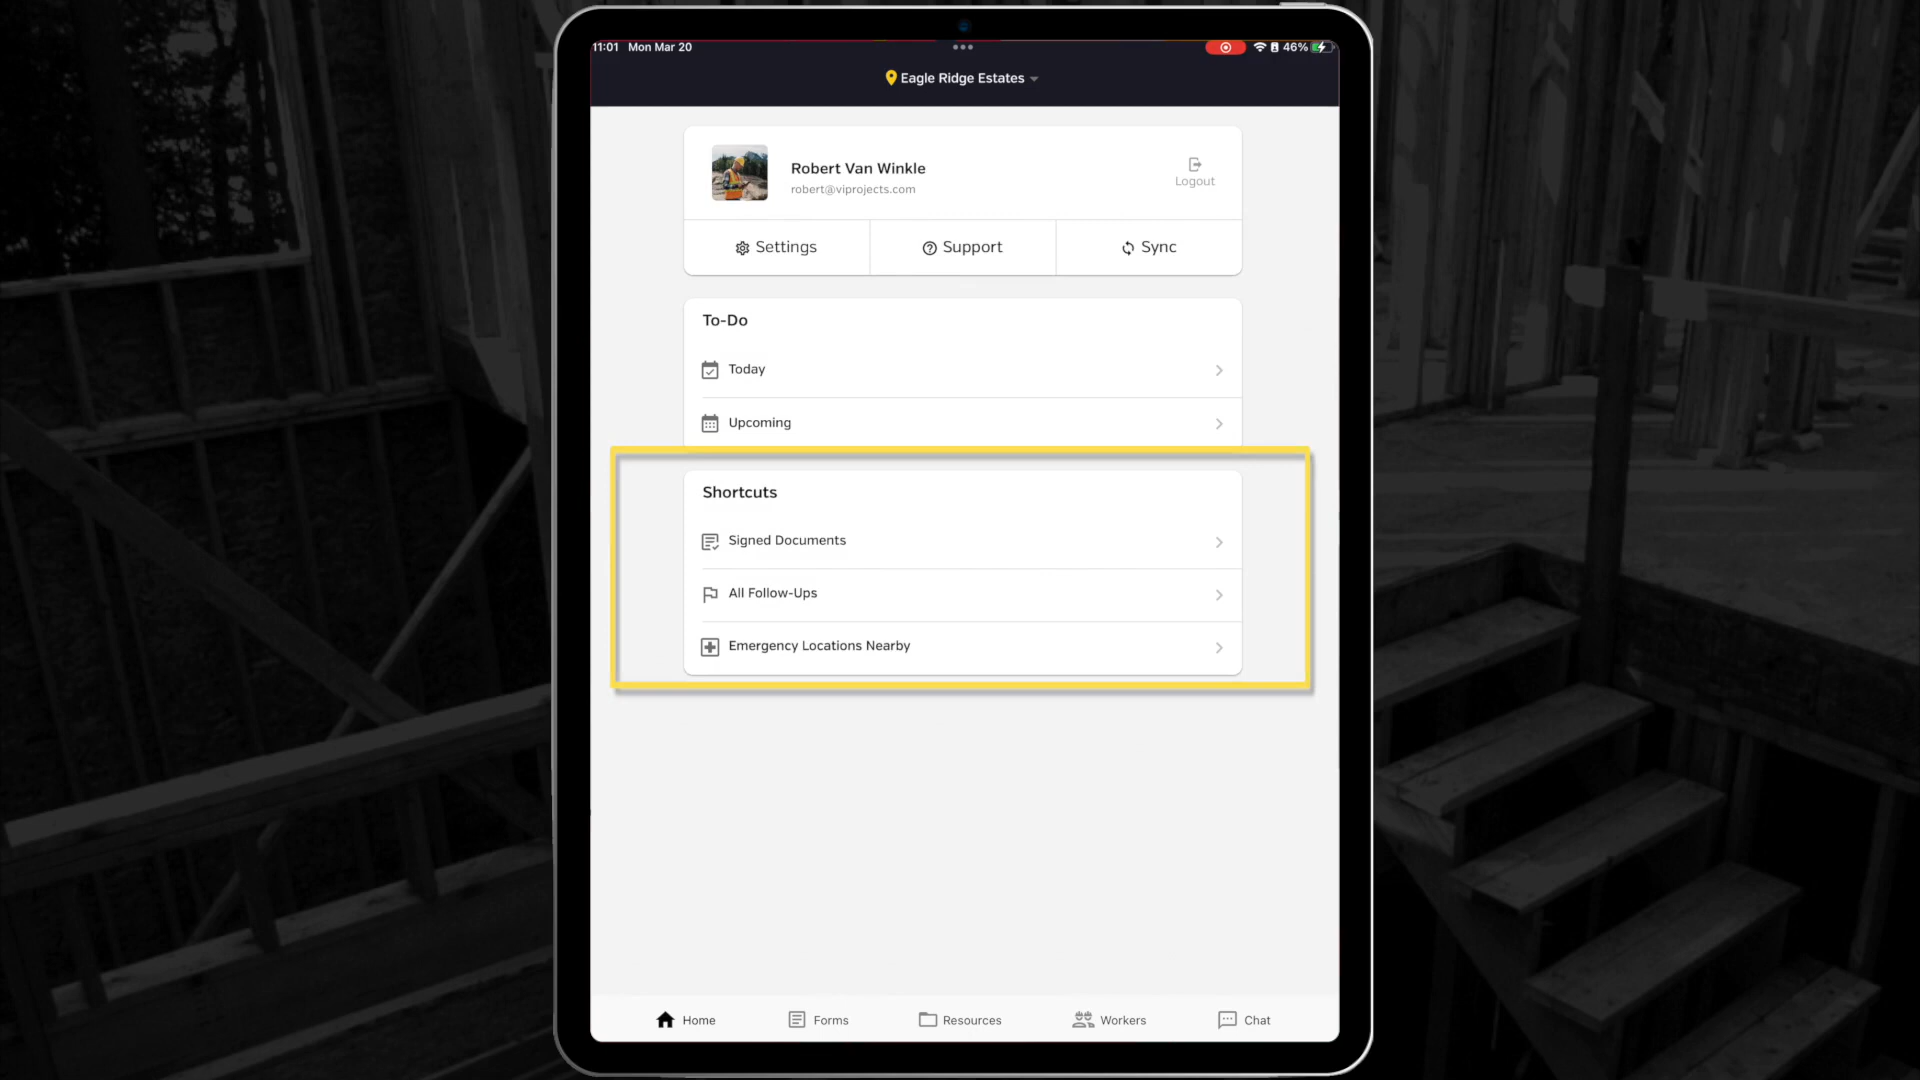 11:01 Mon Mar 20
46%
Eagle Ridge Estates
Robert Van Winkle
robert@viprojects.com
Logout
Settings
Support
Sync
To-Do
Today
Upcoming
Shortcuts
Signed Documents
All Follow-Ups
Emergency Locations Nearby
Home
Forms
Resources
Workers
Chat